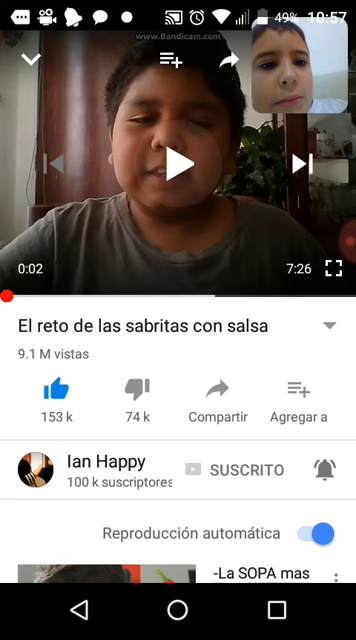 49% 10:57
www.Bandicam.com
0:02 7:26
El reto de las sabritas con salsa
9.1 M vistas
153 k 74 k Compartir Agregar a
Ian Happy
100 k suscriptores
SUSCRITO
Reproducción automática
-La SOPA mas